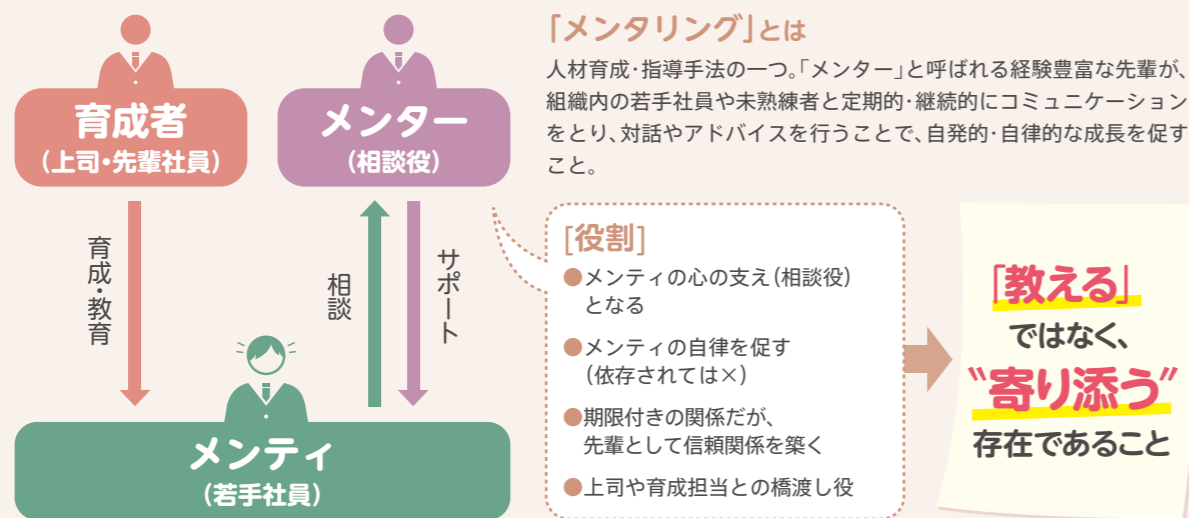 育成者
(上司・先輩社員)
メンター
(相談役)
育成・教育
相談
サポート
メンティ
(若手社員)
「メンタリング」とは
人材育成・指導手法の一つ。「メンター」と呼ばれる経験豊富な先輩が、
組織内の若手社員や未熟練者と定期的・継続的にコミュニケーション
をとり、対話やアドバイスを行うことで、自発的・自律的な成長を促す
こと。
[役割]
●メンティの心の支え(相談役)
となる
●メンティの自律を促す
(依存されては×)
●期限付きの関係だが、
先輩として信頼関係を築く
●上司や育成担当との橋渡し役
「教える」
ではなく、
〝寄り添う〞
存在であること